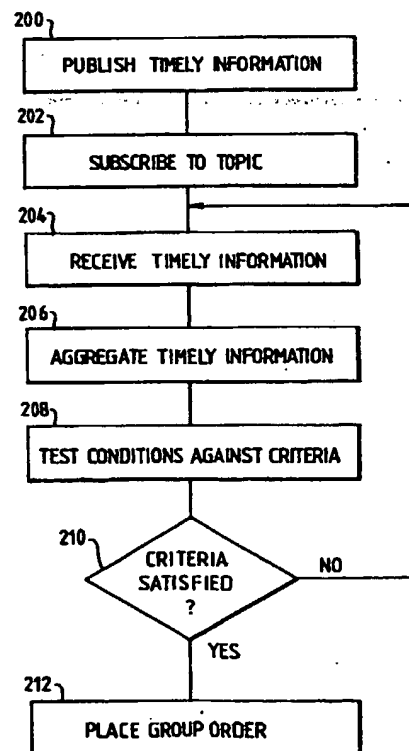 200
PUBLISH TIMELY INFORMATION
202
SUBSCRIBE TO TOPIC
204
RECEIVE TIMELY INFORMATION
206
AGGREGATE TIMELY INFORMATION
208
TEST CONDITIONS AGAINST CRITERIA
210
CRITERIA
SATISFIED
?
NO
YES
212
PLACE GROUP ORDER